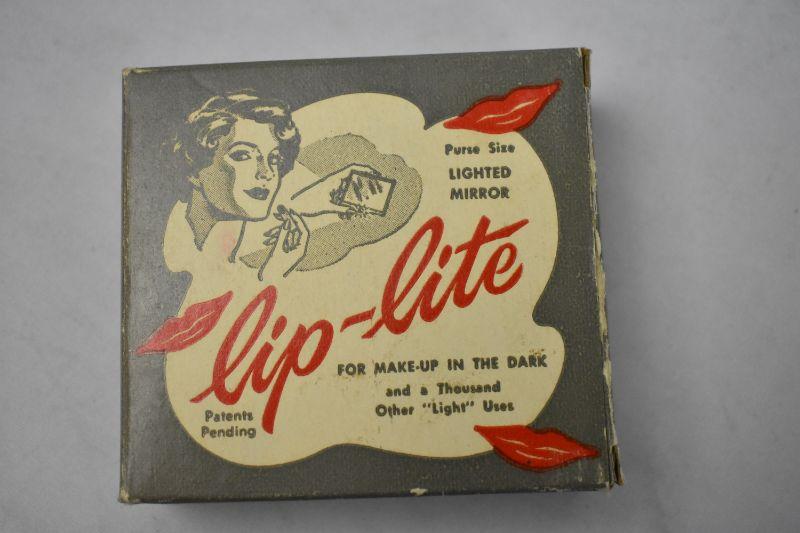 Purse Size
LIGHTED
MIRROR
lip-lite
FOR MAKE-UP IN THE DARK
and a Thousand
Other "Light" Uses
Patents
Pending